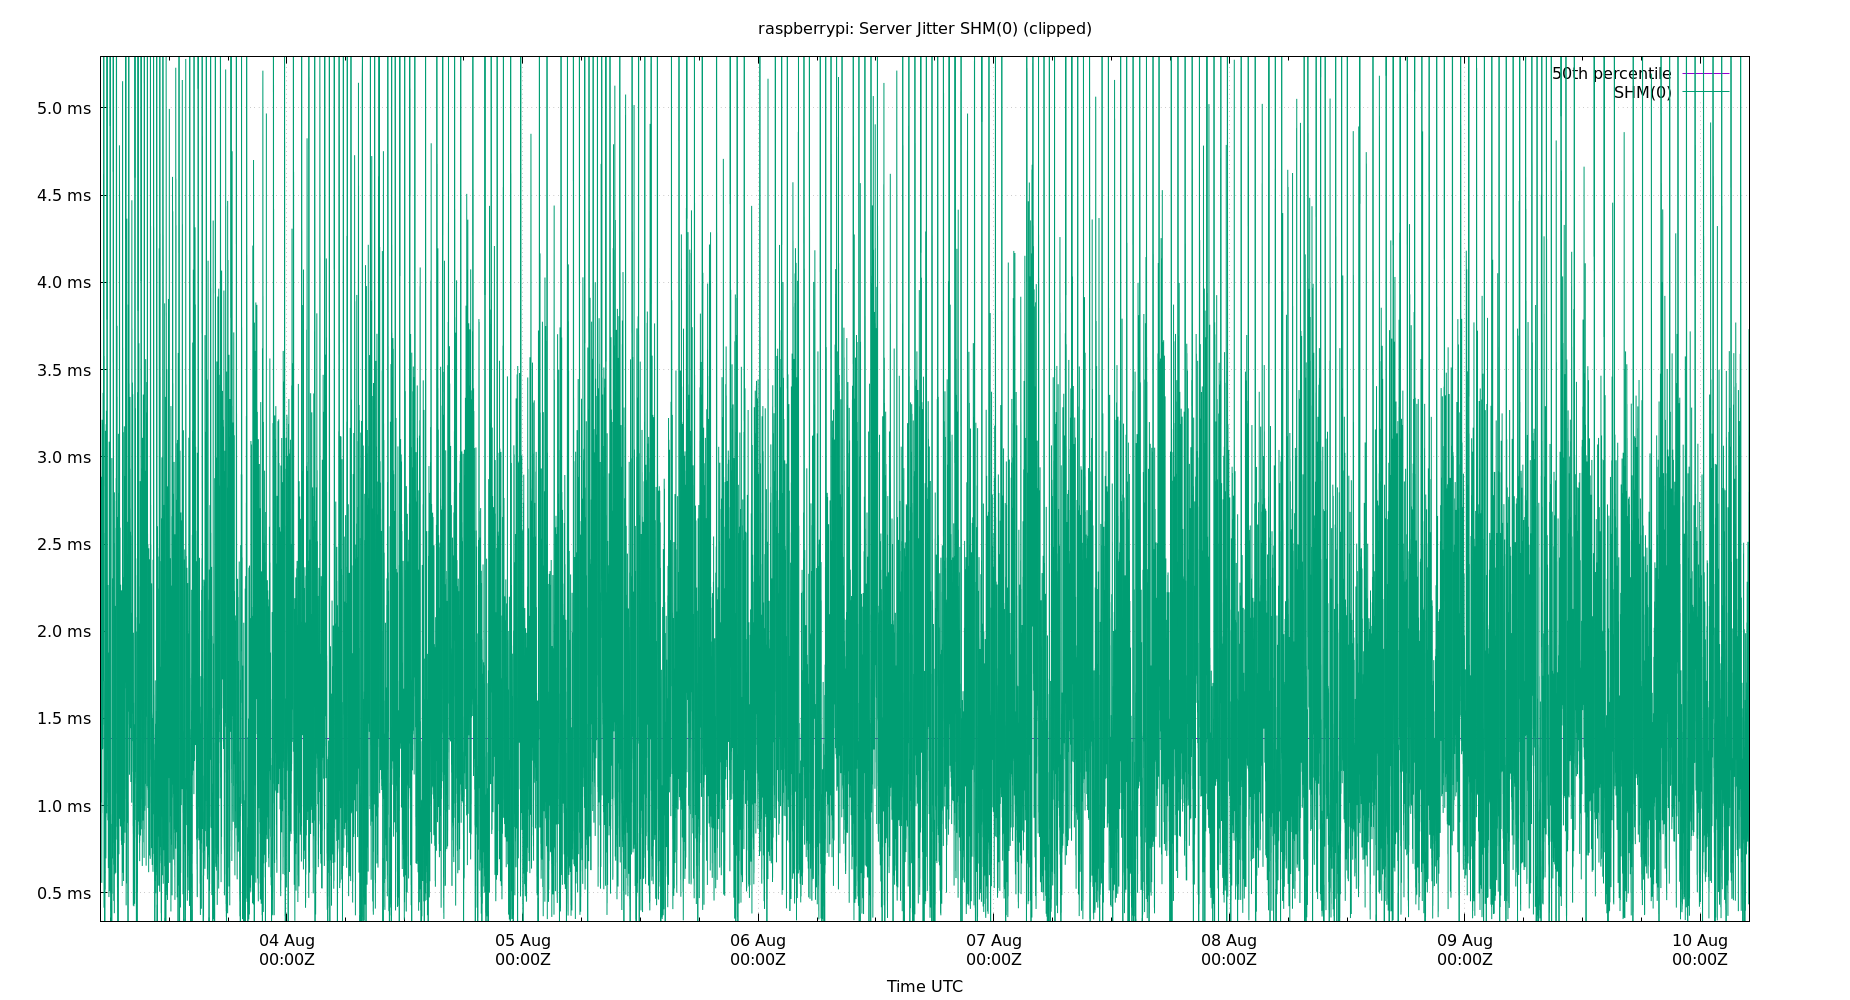 raspberrypi: Server Jitter SHM(0) (clipped)
50th percentile
SHM(0)
5.0 ms
4.5 ms
4.0 ms
3.5 ms
3.0 ms
2.5 ms
2.0 ms
1.5 ms
1.0 ms
0.5 ms
04 Aug 05 Aug 06 Aug 07 Aug 08 Aug 09 Aug 10 Aug
00:00Z 00:00Z 00:00Z 00:00Z 00:00Z 00:00Z 00:00Z
Time UTC